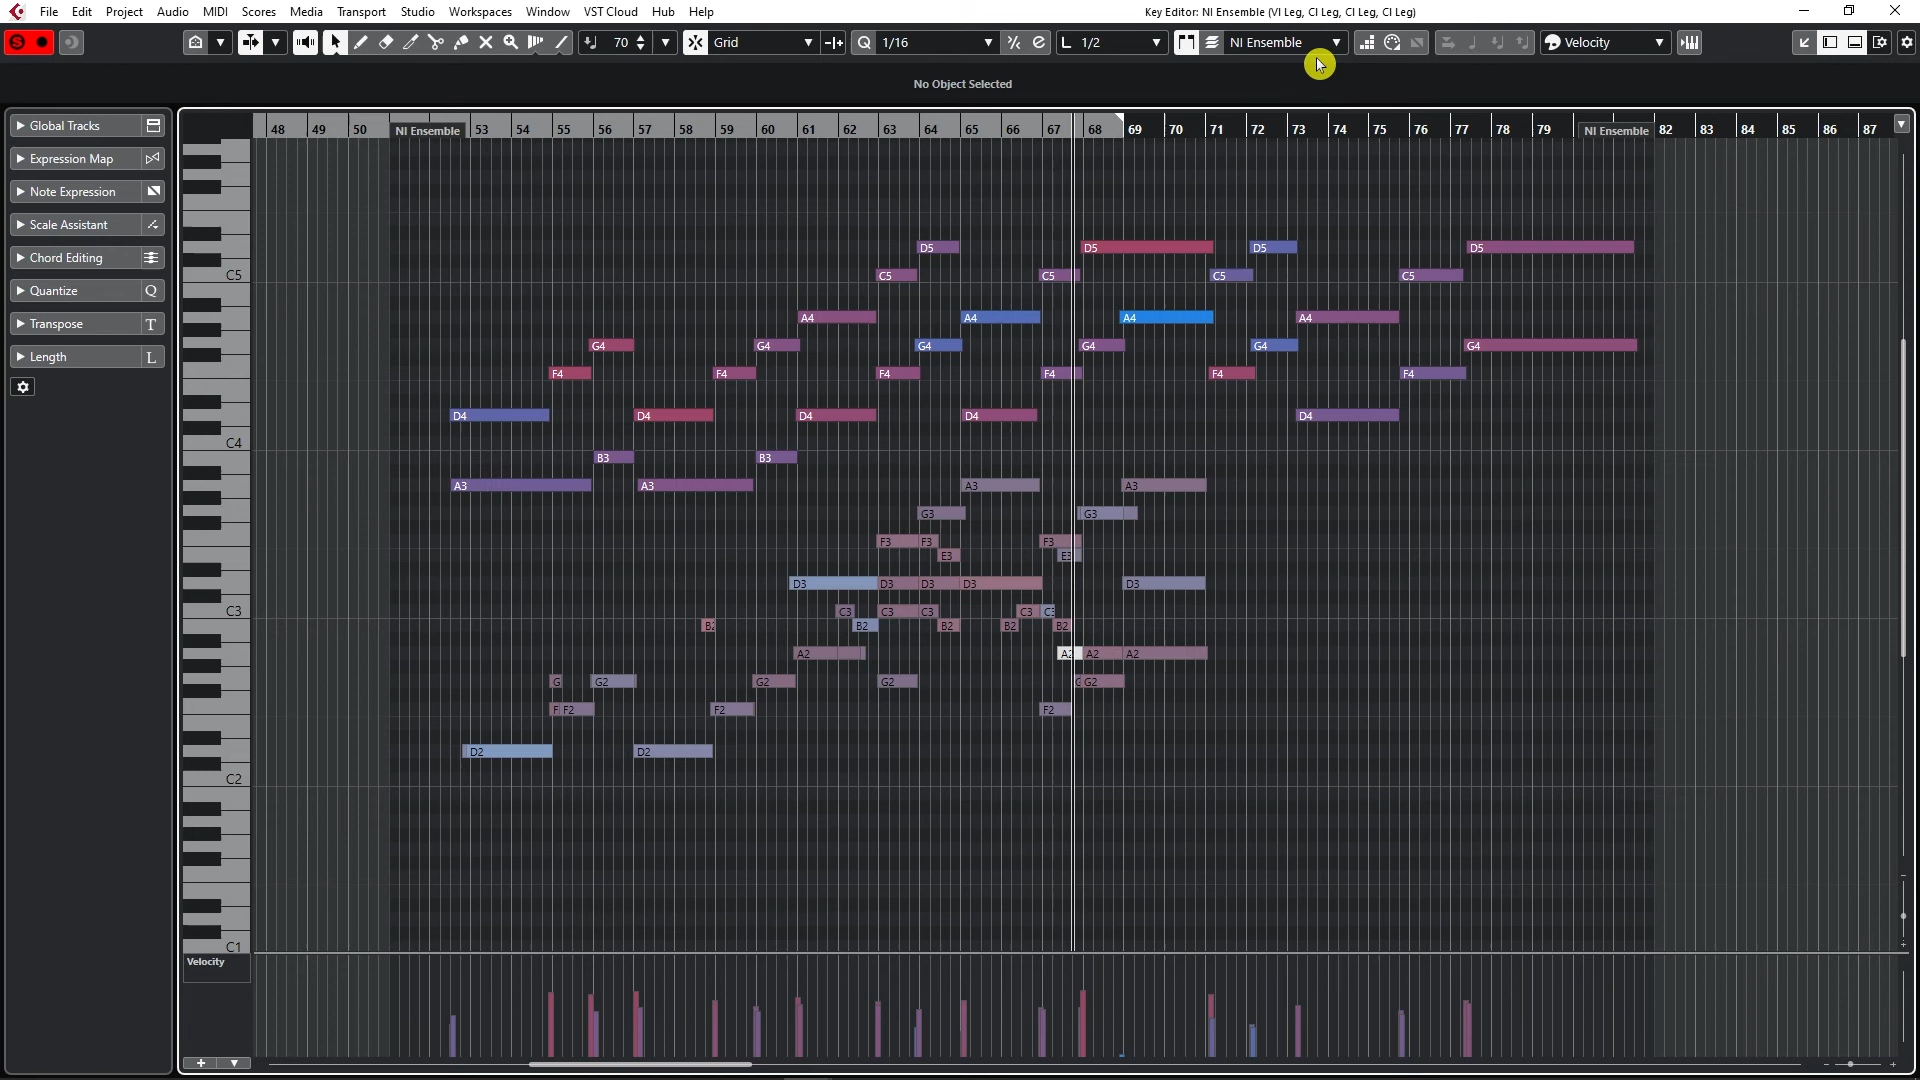 File Edit Project Audio MIDI Scores Media Transport Studio Workspaces Window VST Cloud Hub Help
Key Editor: NI Ensemble (VI Leg, CI Leg, CI Leg, CI Leg)
S 70 Grid Q 1/16 L 1/2 NI Ensemble Velocity
No Object Selected
Global Tracks
Expression Map
Note Expression
Scale Assistant
Chord Editing
Quantize Q
Transpose T
Length L
48 49 50 NI Ensemble 53 54 55 56 57 58 59 60 61 62 63 64 65 66 67 68 69 70 71 72 73 74 75 76 77 78 79 NI Ensemble 82 83 84 85 86 87
D5 D5 D5 D5
C5 C5 C5 C5 C5
A4 A4 A4 A4
G4 G4 G4 G4 G4 G4
F4 F4 F4 F4 F4 F4
D4 D4 D4 D4 D4
C4
B3 B3
A3 A3 A3 A3
G3 G3
F3 F3 F3
E3 E3
D3 D3 D3 D3 D3
C3 C3 C3 C3 C3
B2 B2 B2 B2
A2 A2 A2
G G2 G2 G2 G2
F F2 F2 F2
D2 D2
C2
C1
Velocity